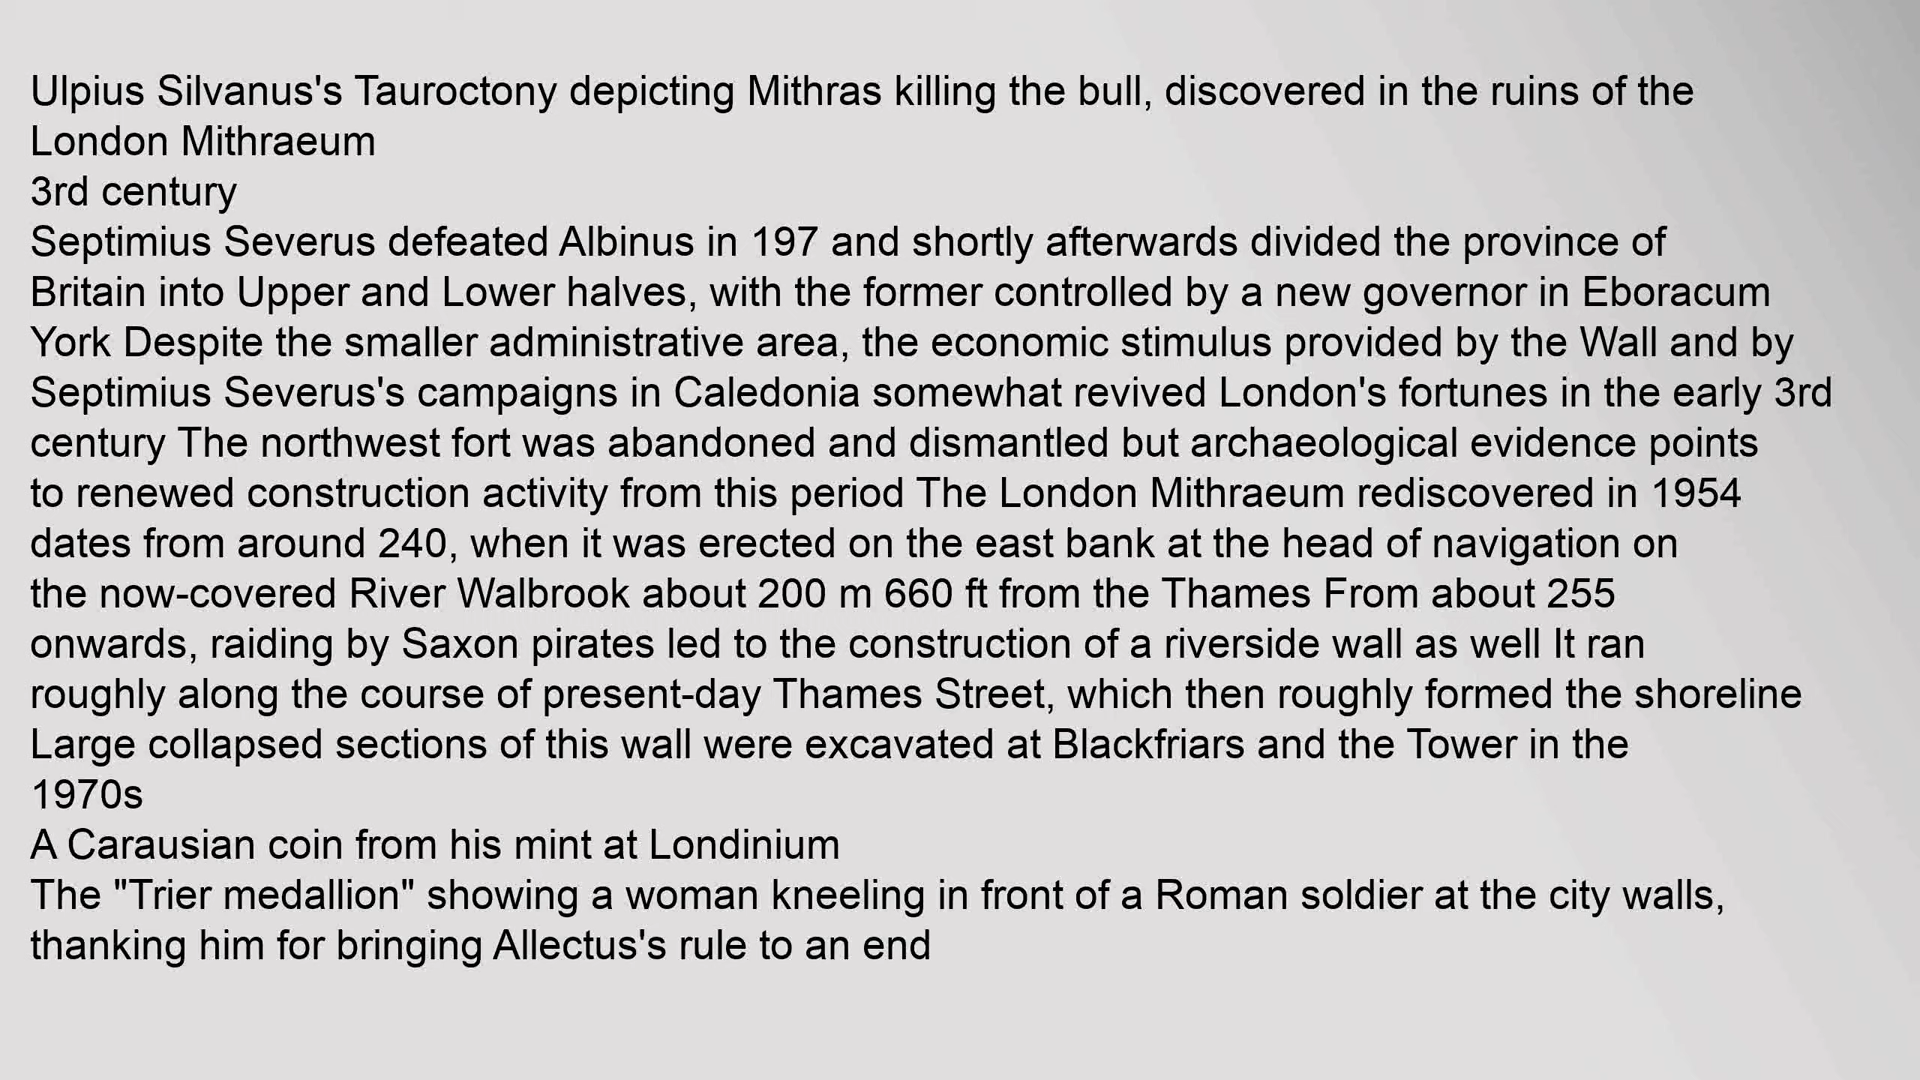 Ulpius Silvanus's Tauroctony depicting Mithras killing the bull, discovered in the ruins of the
London Mithraeum
3rd century
Septimius Severus defeated Albinus in 197 and shortly afterwards divided the province of
Britain into Upper and Lower halves, with the former controlled by a new governor in Eboracum
York Despite the smaller administrative area, the economic stimulus provided by the Wall and by
Septimius Severus's campaigns in Caledonia somewhat revived London's fortunes in the early 3rd
century The northwest fort was abandoned and dismantled but archaeological evidence points
to renewed construction activity from this period The London Mithraeum rediscovered in 1954
dates from around 240, when it was erected on the east bank at the head of navigation on
the now-covered River Walbrook about 200 m 660 ft from the Thames From about 255
onwards, raiding by Saxon pirates led to the construction of a riverside wall as well It ran
roughly along the course of present-day Thames Street, which then roughly formed the shoreline
Large collapsed sections of this wall were excavated at Blackfriars and the Tower in the
1970s
A Carausian coin from his mint at Londinium
The "Trier medallion" showing a woman kneeling in front of a Roman soldier at the city walls,
thanking him for bringing Allectus's rule to an end